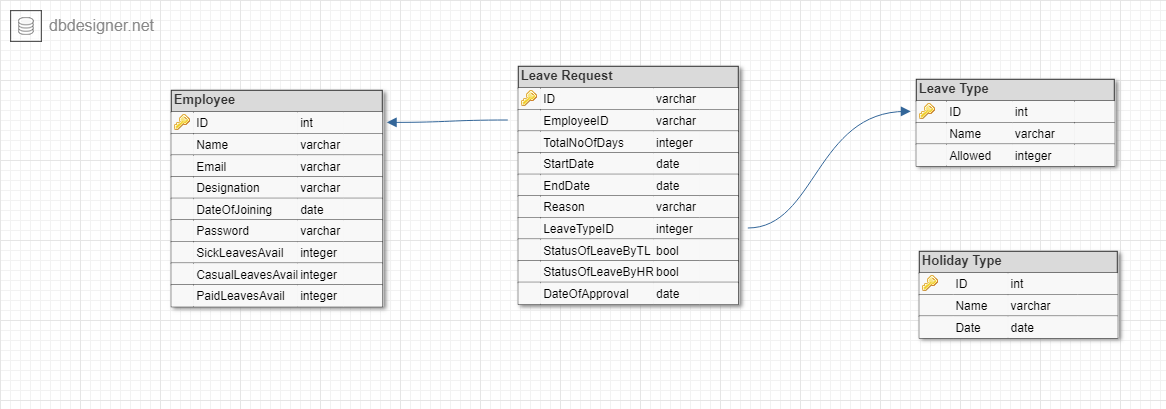 dbdesigner.net
Employee
ID int
Name varchar
Email varchar
Designation varchar
DateOfJoining date
Password varchar
SickLeavesAvail integer
CasualLeavesAvail integer
PaidLeavesAvail integer
Leave Request
ID varchar
EmployeeID varchar
TotalNoOfDays integer
StartDate date
EndDate date
Reason varchar
LeaveTypeID integer
StatusOfLeaveByTL bool
StatusOfLeaveByHR bool
DateOfApproval date
Leave Type
ID int
Name varchar
Allowed integer
Holiday Type
ID int
Name varchar
Date date